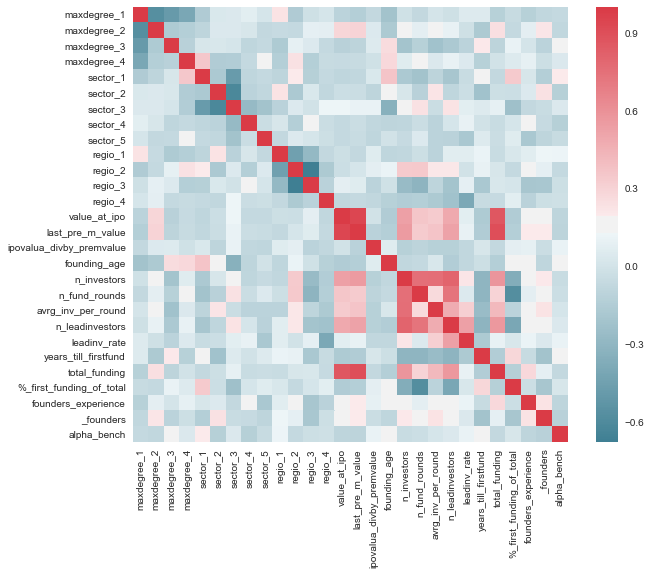 maxdegree_1
maxdegree_2
maxdegree_3
maxdegree_4
sector_1
sector_2
sector_3
sector_4
sector_5
regio_1
regio_2
regio_3
regio_4
value_at_ipo
last_pre_m_value
ipovalua_divby_premvalue
founding_age
n_investors
n_fund_rounds
avrg_inv_per_round
n_leadinvestors
leadinv_rate
years_till_firstfund
total_funding
%_first_funding_of_total
founders_experience
_founders
alpha_bench
0.9
0.6
0.3
0.0
−0.3
−0.6
maxdegree_1
maxdegree_2
maxdegree_3
maxdegree_4
sector_1
sector_2
sector_3
sector_4
sector_5
regio_1
regio_2
regio_3
regio_4
value_at_ipo
last_pre_m_value
ipovalua_divby_premvalue
founding_age
n_investors
n_fund_rounds
avrg_inv_per_round
n_leadinvestors
leadinv_rate
years_till_firstfund
total_funding
%_first_funding_of_total
founders_experience
_founders
alpha_bench